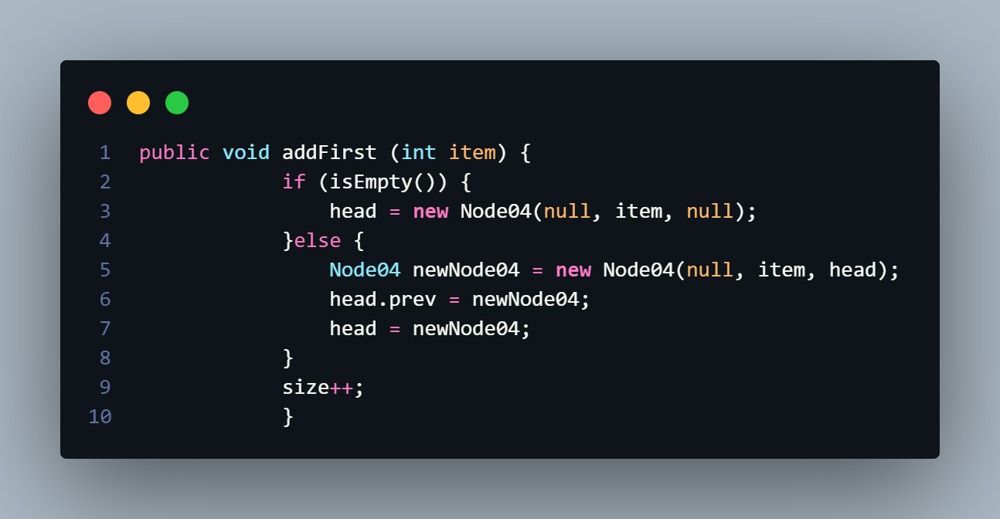 1 public void addFirst (int item) {
2 if (isEmpty()) {
3 head = new Node04(null, item, null);
4 }else {
5 Node04 newNode04 = new Node04(null, item, head);
6 head.prev = newNode04;
7 head = newNode04;
8 }
9 size++;
10 }